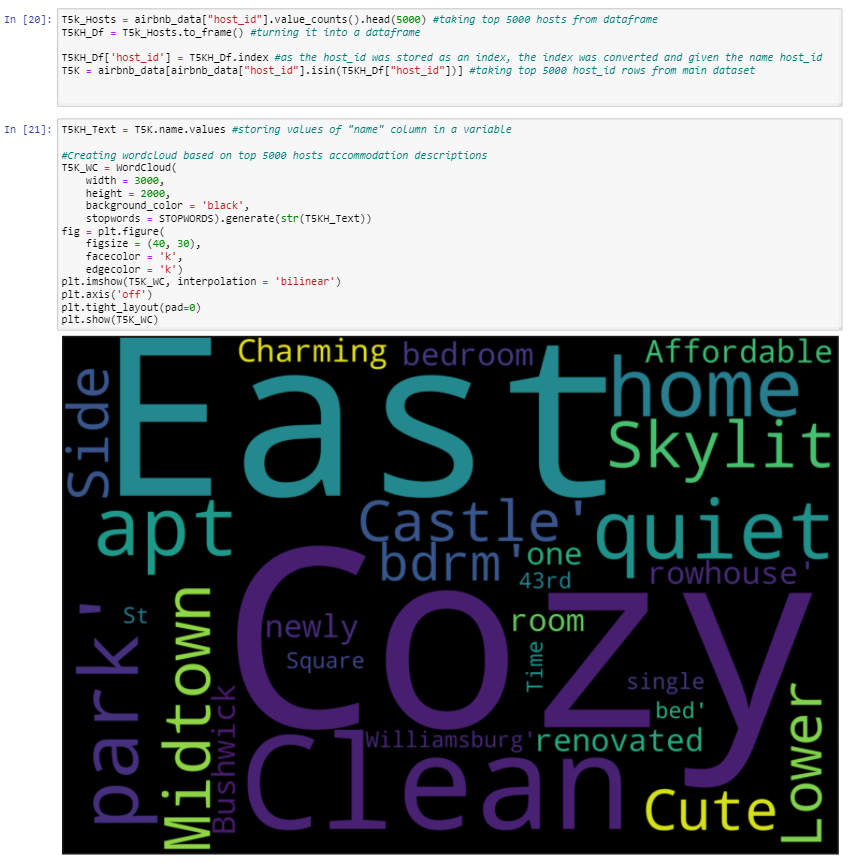 In [20]: T5k_Hosts = airbnb_data["host_id"].value_counts().head(5000) #taking top 5000 hosts from dataframe
T5KH_Df = T5k_Hosts.to_frame() #turning it into a dataframe
T5KH_Df['host_id'] = T5KH_Df.index #as the host_id was stored as an index, the index was converted and given the name host_id
T5K = airbnb_data[airbnb_data["host_id"].isin(T5KH_Df["host_id"])] #taking top 5000 host_id rows from main dataset
In [21]: T5KH_Text = T5K.name.values #storing values of "name" column in a variable
#Creating wordcloud based on top 5000 hosts accommodation descriptions
T5K_WC = WordCloud(
width = 3000,
height = 2000,
background_color = 'black',
stopwords = STOPWORDS).generate(str(T5KH_Text))
fig = plt.figure(
figsize = (40, 30),
facecolor = 'k',
edgecolor = 'k')
plt.imshow(T5K_WC, interpolation = 'bilinear')
plt.axis('off')
plt.tight_layout(pad=0)
plt.show(T5K_WC)
Side
East
Charming
bedroom
Affordable
home
Skylit
apt
Castle'
quiet
bdrm'
one
43rd
rowhouse'
park'
St
Midtown
newly
Square
Cozy
room
Time
single
bed'
Bushwick
Williamsburg'
renovated
Clean
Cute
Lower